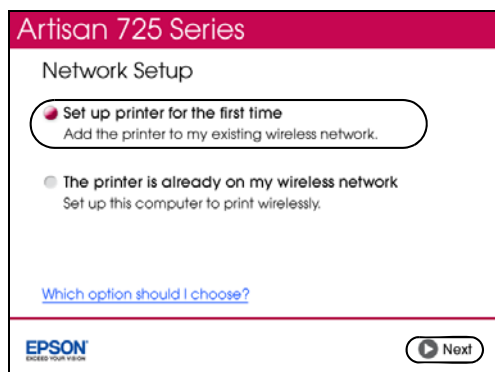 Artisan 725 Series
Network Setup
Set up printer for the first time
Add the printer to my existing wireless network.
The printer is already on my wireless network
Set up this computer to print wirelessly.
Which option should I choose?
EPSON
EXCEED YOUR VISION
Next